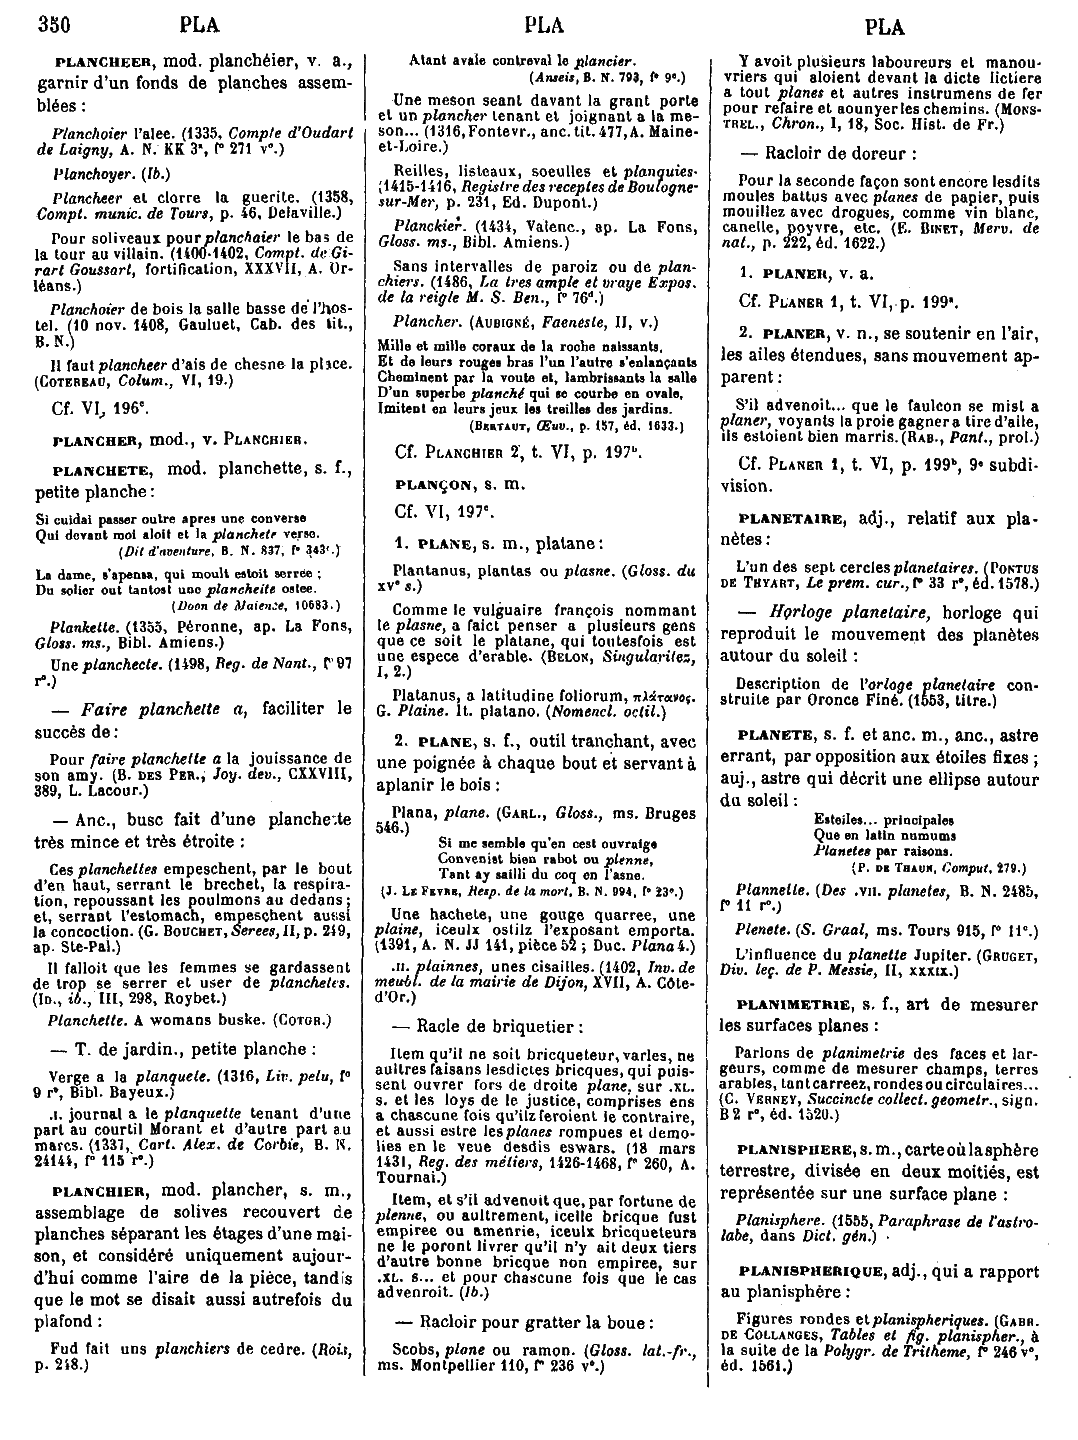 350 PLA PLA PLA
PLANCHEER, mod. planchéier, v. a.,
garnir d'un fonds de planches assem-
blées :
Planchoier l'alee. (1335, Compte d'Oudart
de Laigny, A. N. KK 3ª, fº 271 vº.)
Planchoyer. (Ib.)
Plancheer et clorre la guerite. (1358,
Compt. munic. de Tours, p. 46, Delaville.)
Pour soliveaux pour planchaier le bas de
la tour au villain. (1400-1402, Compt. de Gi-
rart Goussart, fortification, XXXVII, A. Or-
léans.)
Planchoier de bois la salle basse de l'hos-
tel. (10 nov. 1408, Gauluet, Cab. des tit.,
B. N.)
Il faut plancheer d'ais de chesne la place.
(COTEREAU, Colum., VI, 19.)
Cf. VI, 196ᶜ.
PLANCHER, mod., v. PLANCHIER.
PLANCHETE, mod. planchette, s. f.,
petite planche :
Si cuidai passer outre apres une converse
Qui devant moi aloit et la planchete verse.
(Dit d'aventure, B. N. 837, fº 343ᶜ.)
La dame, s'apensa, qui moult estoit serree ;
Du solier out tantost une plancheite ostee.
(Doon de Maience, 10683.)
Plankette. (1355, Péronne, ap. La Fons,
Gloss. ms., Bibl. Amiens.)
Une planchecte. (1498, Reg. de Nant., fº 97
rº.)
— Faire planchette a, faciliter le
succès de :
Pour faire planchette a la jouissance de
son amy. (B. DES PER., Joy. dev., CXXVIII,
389, L. Lacour.)
— Anc., busc fait d'une planchette
très mince et très étroite :
Ces planchettes empeschent, par le bout
d'en haut, serrant le brechet, la respira-
tion, repoussant les poulmons au dedans ;
et, serrant l'estomach, empeschent aussi
la concoction. (G. BOUCHET, Serees, II, p. 219,
ap. Ste-Pal.)
Il falloit que les femmes se gardassent
de trop se serrer et user de planchetes.
(ID., ib., III, 298, Roybet.)
Planchette. A womans buske. (COTGR.)
— T. de jardin., petite planche :
Verge a la planquete. (1316, Liv. pelu, fº
9 rº, Bibl. Bayeux.)
.I. journal a le planquette tenant d'une
part au courtil Morant et d'autre part au
marcs. (1337, Cart. Alex. de Corbie, B. N.
24144, fº 115 rº.)
PLANCHIER, mod. plancher, s. m.,
assemblage de solives recouvert de
planches séparant les étages d'une mai-
son, et considéré uniquement aujour-
d'hui comme l'aire de la pièce, tandis
que le mot se disait aussi autrefois du
plafond :
Fud fait uns planchiers de cedre. (Rois,
p. 248.)
Atant avale contreval le plancier.
(Anseis, B. N. 793, fº 9ᵉ.)
Une meson seant davant la grant porte
et un plancher tenant et joignant a la me-
son... (1316, Fontevr., anc. tit. 477, A. Maine-
et-Loire.)
Reilles, listeaux, soeulles et planquies.
(1415-1416, Registre des receptes de Boulogne-
sur-Mer, p. 231, Ed. Dupont.)
Planckier. (1434, Valenc., ap. La Fons,
Gloss. ms., Bibl. Amiens.)
Sans intervalles de paroiz ou de plan-
chiers. (1486, La tres ample et vraye Expos.
de la reigle M. S. Ben., fº 76ᵈ.)
Plancher. (AUBIGNÉ, Faeneste, II, V.)
Mille et mille coraux de la roche naissants,
Et de leurs rouges bras l'un l'autre s'enlançants
Cheminent par la voute et, lambrissants la salle
D'un superbe planché qui se courbe en ovale,
Imitent en leurs jeux les treilles des jardins.
(BERTAUT, Œuv., p. 157, éd. 1633.)
Cf. PLANCHIER 2, t. VI, p. 197ᵇ.
PLANÇON, s. m.
Cf. VI, 197ᶜ.
1. PLANE, s. m., platane :
Plantanus, plantas ou plasne. (Gloss. du
XVᵉ s.)
Comme le vulguaire françois nommant
le plasne, a faict penser a plusieurs gens
que ce soit le platane, qui toutesfois est
une espece d'erable. (BELON, Singularitez,
I, 2.)
Platanus, a latitudine foliorum, πλάτανος.
G. Plaine. It. platano. (Nomencl. octil.)
2. PLANE, s. f., outil tranchant, avec
une poignée à chaque bout et servant à
aplanir le bois :
Plana, plane. (GARL., Gloss., ms. Bruges
546.)
Si me semble qu'en cest ouvraige
Conveniet bien rabot ou plenne,
Tant ay sailli du coq en l'asne.
(J. LE FEVRE, Resp. de la mort, B. N. 994, fº 23ᵉ.)
Une hachete, une gouge quarree, une
plaine, iceulx ostilz l'exposant emporta.
(1391, A. N. JJ 141, pièce 52 ; Duc. Plana 4.)
.II. plainnes, unes cisailles. (1402, Inv. de
meubl. de la mairie de Dijon, XVII, A. Côte-
d'Or.)
— Racle de briquetier :
Item qu'il ne soit bricqueteur, varles, ne
aultres faisans lesdictes bricques, qui puis-
sent ouvrer fors de droite plane, sur .XL.
s. et les loys de le justice, comprises ens
a chascune fois qu'ilz feroient le contraire,
et aussi estre les planes rompues et demo-
lies en le veue desdis eswars. (18 mars
1431, Reg. des métiers, 1426-1468, fº 260, A.
Tournai.)
Item, et s'il advenoit que, par fortune de
plenne, ou aultrement, icelle bricque fust
empiree ou amenrie, iceulx bricqueteurs
ne le poront livrer qu'il n'y ait deux tiers
d'autre bonne bricque non empiree, sur
.XL. s... et pour chascune fois que le cas
advenroit. (Ib.)
— Racloir pour gratter la boue :
Scobs, plane ou ramon. (Gloss. lat.-fr.,
ms. Montpellier 110, fº 236 vº.)
Y avoit plusieurs laboureurs et manou-
vriers qui aloient devant la dicte lictiere
a tout planes et autres instrumens de fer
pour refaire et aounyer les chemins. (MONS-
TREL., Chron., I, 18, Soc. Hist. de Fr.)
— Racloir de doreur :
Pour la seconde façon sont encore lesdits
moules battus avec planes de papier, puis
mouillez avec drogues, comme vin blanc,
canelle, poyvre, etc. (E. BINET, Merv. de
nat., p. 222, éd. 1622.)
1. PLANER, v. a.
Cf. PLANER 1, t. VI, p. 199ª.
2. PLANER, v. n., se soutenir en l'air,
les ailes étendues, sans mouvement ap-
parent :
S'il advenoit... que le faulcon se mist a
planer, voyants la proie gagner a tire d'aile,
ils estoient bien marris. (RAB., Pant., prol.)
Cf. PLANER 1, t. VI, p. 199ᵇ, 9ᵉ subdi-
vision.
PLANETAIRE, adj., relatif aux pla-
nètes :
L'un des sept cercles planetaires. (PONTUS
DE THYART, Le prem. cur., fº 33 rº, éd. 1578.)
— Horloge planetaire, horloge qui
reproduit le mouvement des planètes
autour du soleil :
Description de l'orloge planetaire con-
struite par Oronce Finé. (1553, titre.)
PLANETE, s. f. et anc. m., anc., astre
errant, par opposition aux étoiles fixes ;
auj., astre qui décrit une ellipse autour
du soleil :
Esteiles... principales
Que en latin numums
Planetes par raisons.
(P. DE THAUN, Comput, 279.)
Plannette. (Des .VII. planetes, B. N. 2485,
fº 11 rº.)
Plenete. (S. Graal, ms. Tours 915, fº 11ᶜ.)
L'influence du planette Jupiter. (GRUGET,
Div. leç. de P. Messie, II, XXXIX.)
PLANIMETRIE, s. f., art de mesurer
les surfaces planes :
Parlons de planimetrie des faces et lar-
geurs, comme de mesurer champs, terres
arables, tant carreez, rondes ou circulaires...
(C. VERNEY, Succincte collect. geometr., sign.
B 2 rº, éd. 1520.)
PLANISPHERE, s. m., carte où la sphère
terrestre, divisée en deux moitiés, est
représentée sur une surface plane :
Planisphere. (1555, Paraphrase de l'astro-
labe, dans Dict. gén.)
PLANISPHERIQUE, adj., qui a rapport
au planisphère :
Figures rondes et planispheriques. (GABR.
DE COLLANGES, Tables et fig. planispher., à
la suite de la Polygr. de Tritheme, fº 246 vº,
éd. 1561.)